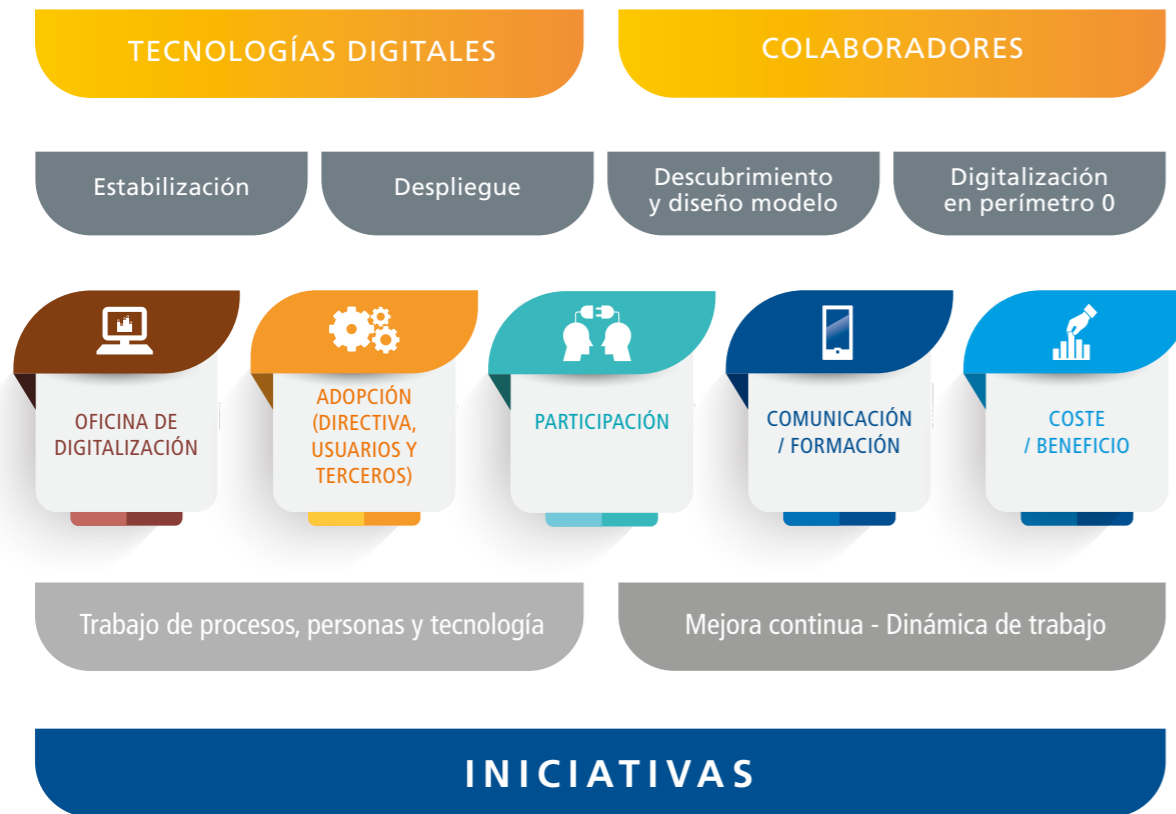 TECNOLOGÍAS DIGITALES
COLABORADORES
Estabilización
Despliegue
Descubrimiento
y diseño modelo
Digitalización
en perímetro 0
OFICINA DE
DIGITALIZACIÓN
ADOPCIÓN
(DIRECTIVA,
USUARIOS Y
TERCEROS)
PARTICIPACIÓN
COMUNICACIÓN
/ FORMACIÓN
COSTE
/ BENEFICIO
Trabajo de procesos, personas y tecnología
Mejora continua - Dinámica de trabajo
INICIATIVAS